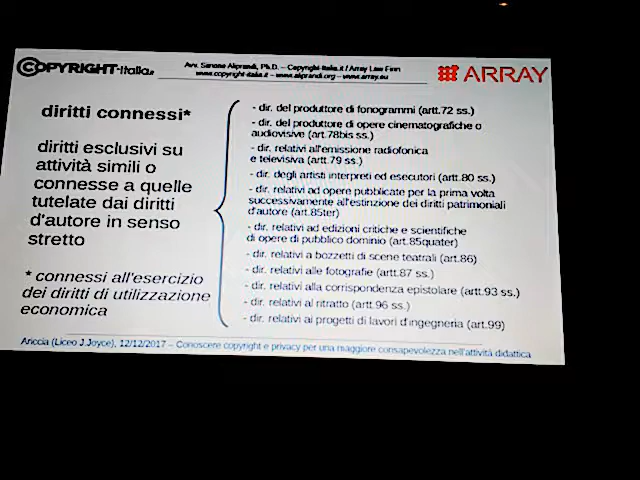 COPYRIGHT-Italia.it
Avv. Simone Aliprandi, Ph.D. – Copyright-Italia.it / Array Law Firm
www.copyright-italia.it – www.aliprandi.org – www.array.eu
ARRAY
diritti connessi*
diritti esclusivi su
attività simili o
connesse a quelle
tutelate dai diritti
d'autore in senso
stretto
* connessi all'esercizio
dei diritti di utilizzazione
economica
- dir. del produttore di fonogrammi (artt.72 ss.)
- dir. del produttore di opere cinematografiche o
audiovisive (art.78bis ss.)
- dir. relativi all'emissione radiofonica
e televisiva (artt.79 ss.)
- dir. degli artisti interpreti ed esecutori (artt.80 ss.)
- dir. relativi ad opere pubblicate per la prima volta
successivamente all'estinzione dei diritti patrimoniali
d'autore (art.85ter)
- dir. relativi ad edizioni critiche e scientifiche
di opere di pubblico dominio (art.85quater)
- dir. relativi a bozzetti di scene teatrali (art.86)
- dir. relativi alle fotografie (artt.87 ss.)
- dir. relativi alla corrispondenza epistolare (artt.93 ss.)
- dir. relativi al ritratto (artt.96 ss.)
- dir. relativi ai progetti di lavori d'ingegneria (art.99)
Ariccia (Liceo J.Joyce), 12/12/2017 – Conoscere copyright e privacy per una maggiore consapevolezza nell'attività didattica